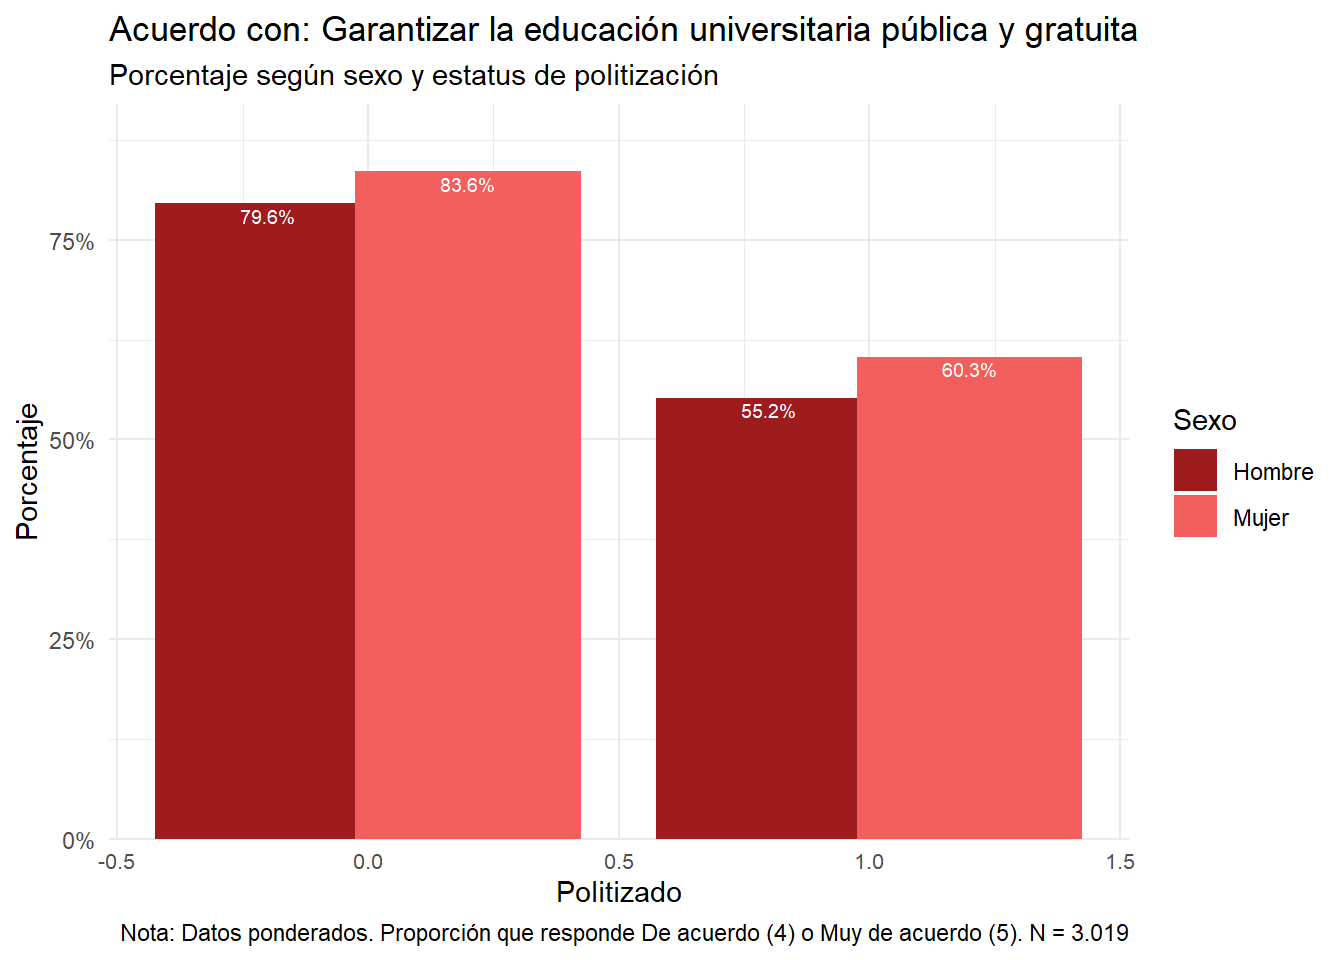 Acuerdo con: Garantizar la educación universitaria pública y gratuita
Porcentaje según sexo y estatus de politización
Porcentaje
75%
50%
25%
0%
79.6%
83.6%
55.2%
60.3%
-0.5
0.0
0.5
1.0
1.5
Politizado
Sexo
Hombre
Mujer
Nota: Datos ponderados. Proporción que responde De acuerdo (4) o Muy de acuerdo (5). N = 3.019